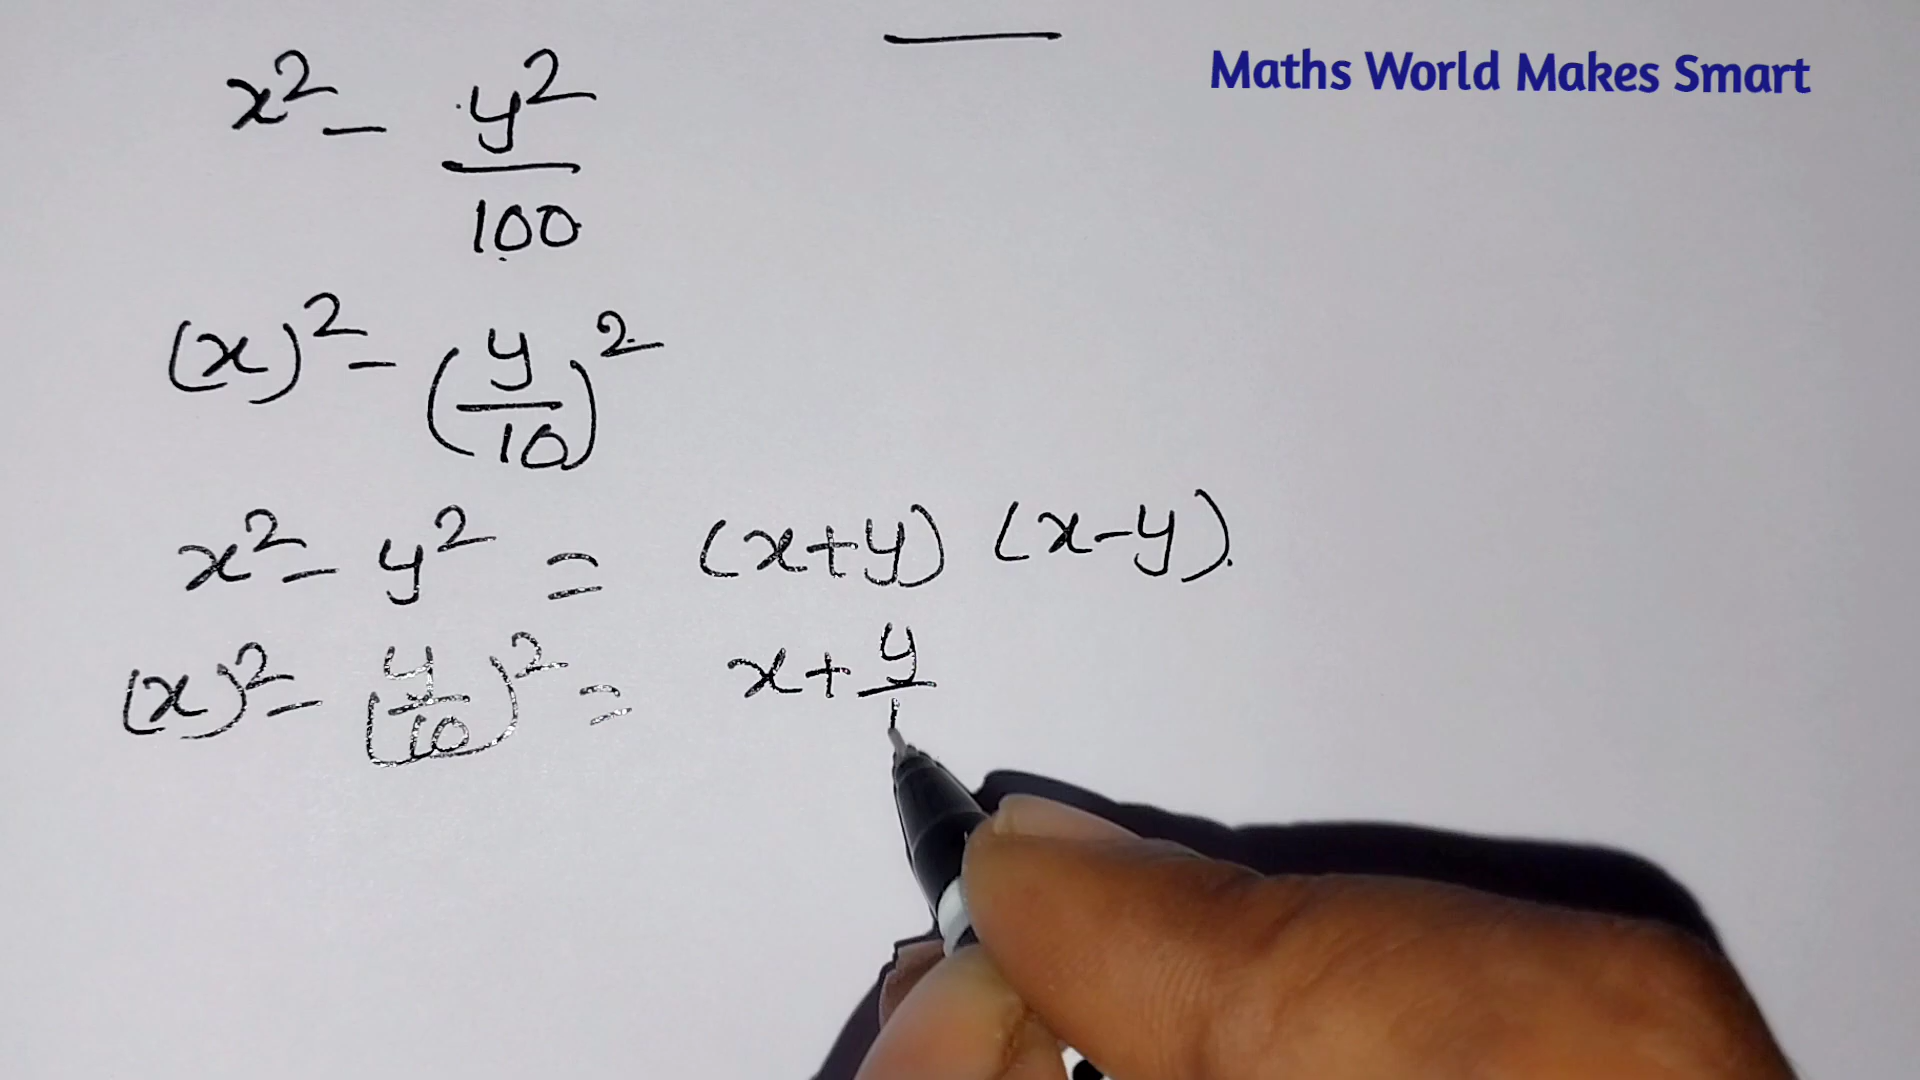 Maths World Makes Smart
x² - y²/100
(x)² - (y/10)²
x² - y² = (x+y) (x-y).
(x)² - (y/10)² = x + y/1